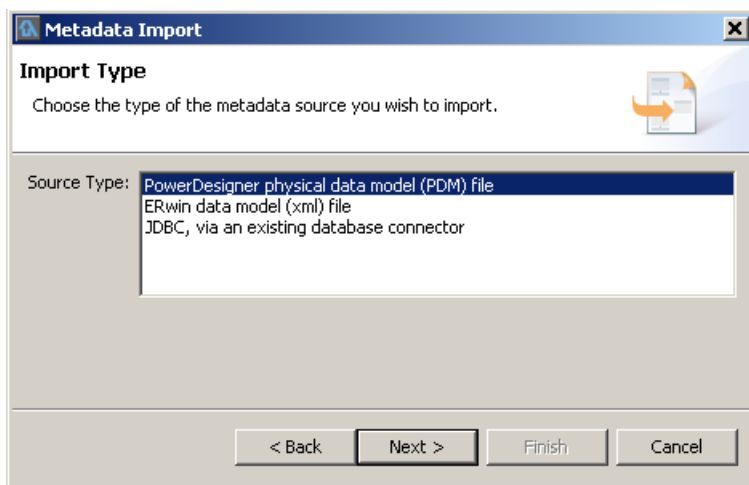 Metadata Import
Import Type
Choose the type of the metadata source you wish to import.
Source Type:
PowerDesigner physical data model (PDM) file
ERwin data model (xml) file
JDBC, via an existing database connector
< Back
Next >
Finish
Cancel